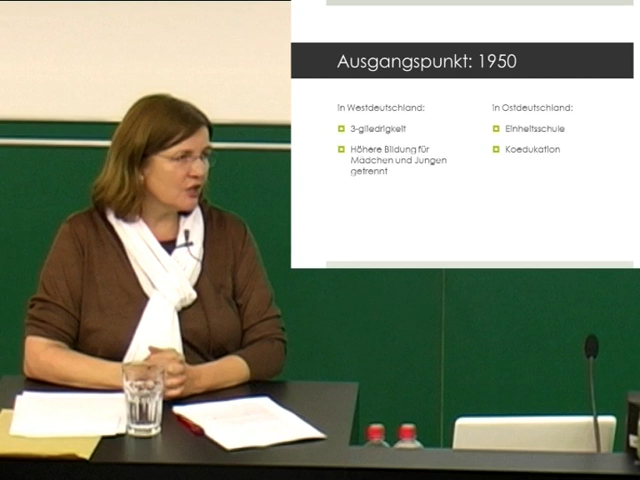 Ausgangspunkt: 1950
In Westdeutschland:
3-gliedrigkeit
Höhere Bildung für
Mädchen und Jungen
getrennt
In Ostdeutschland:
Einheitsschule
Koedukation